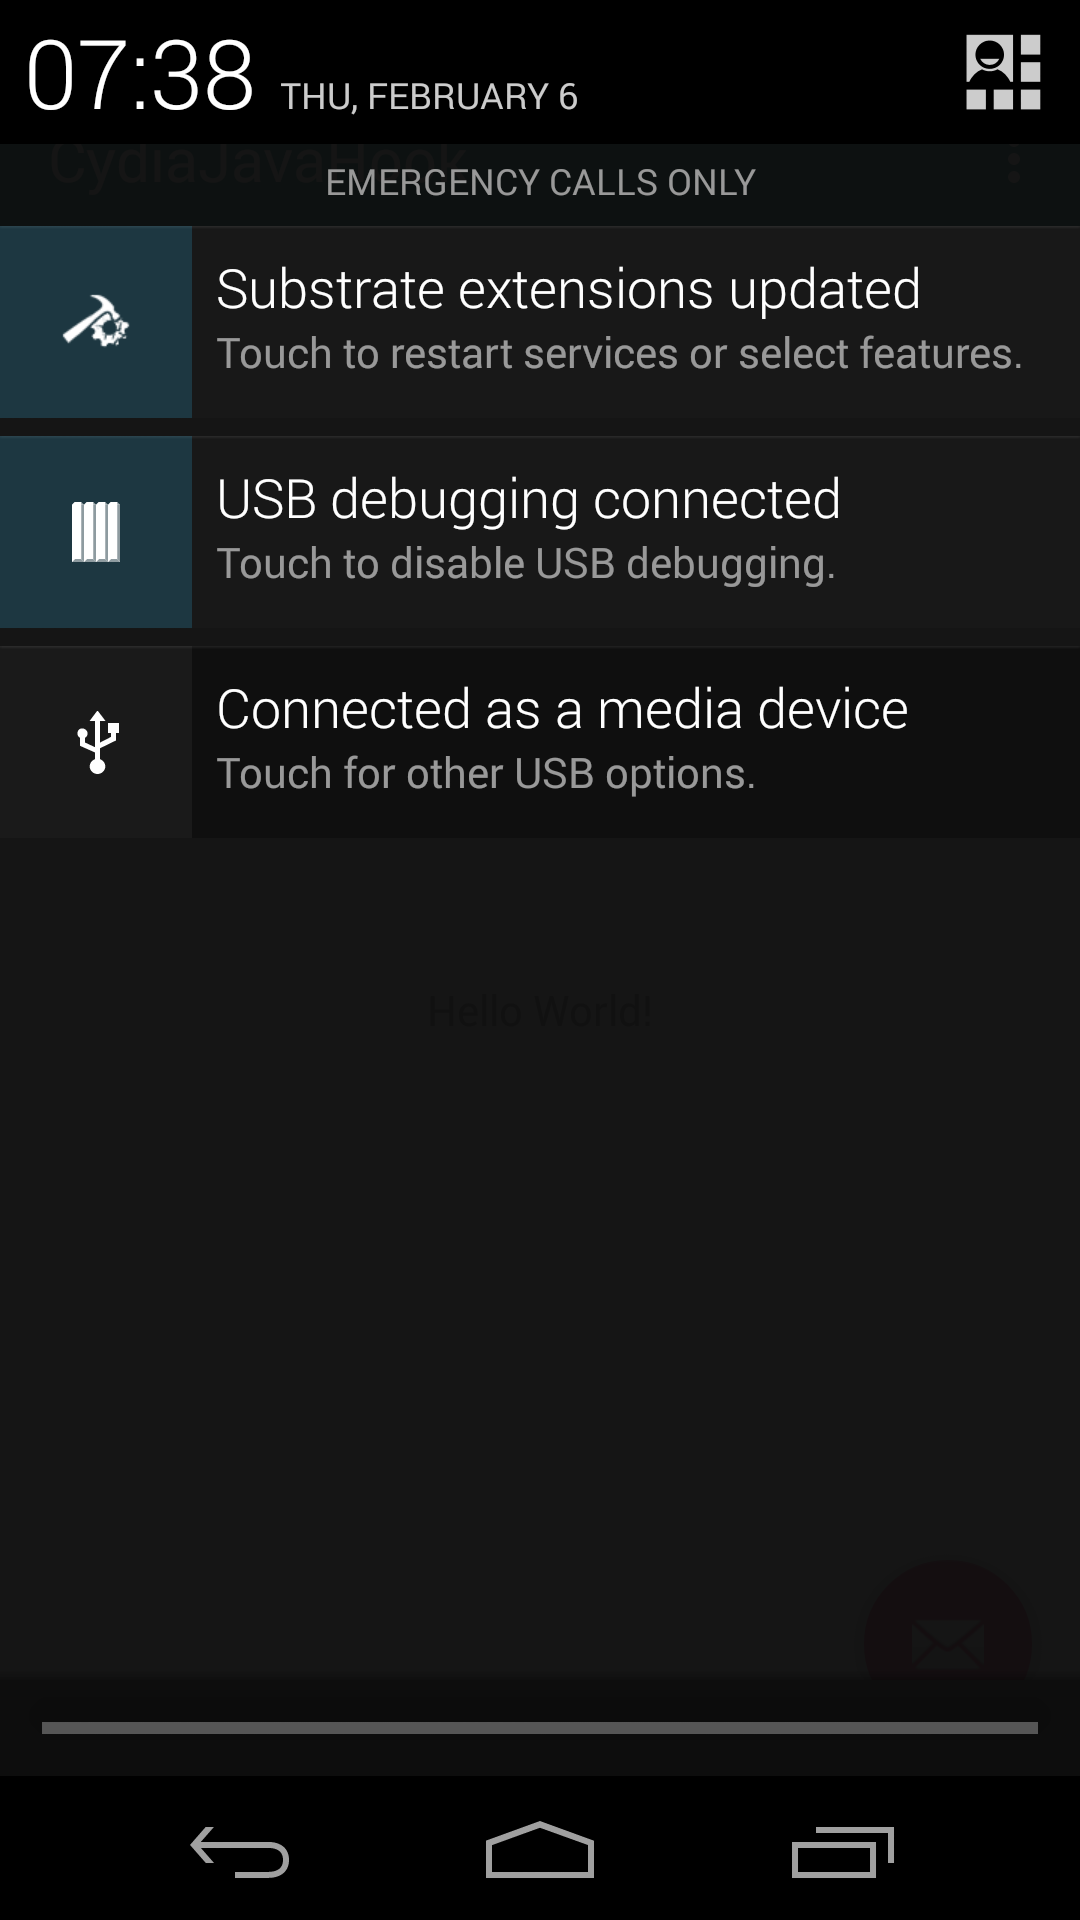 07:38 THU, FEBRUARY 6
CydiaJavaHook
EMERGENCY CALLS ONLY
Substrate extensions updated
Touch to restart services or select features.
USB debugging connected
Touch to disable USB debugging.
Connected as a media device
Touch for other USB options.
Hello World!